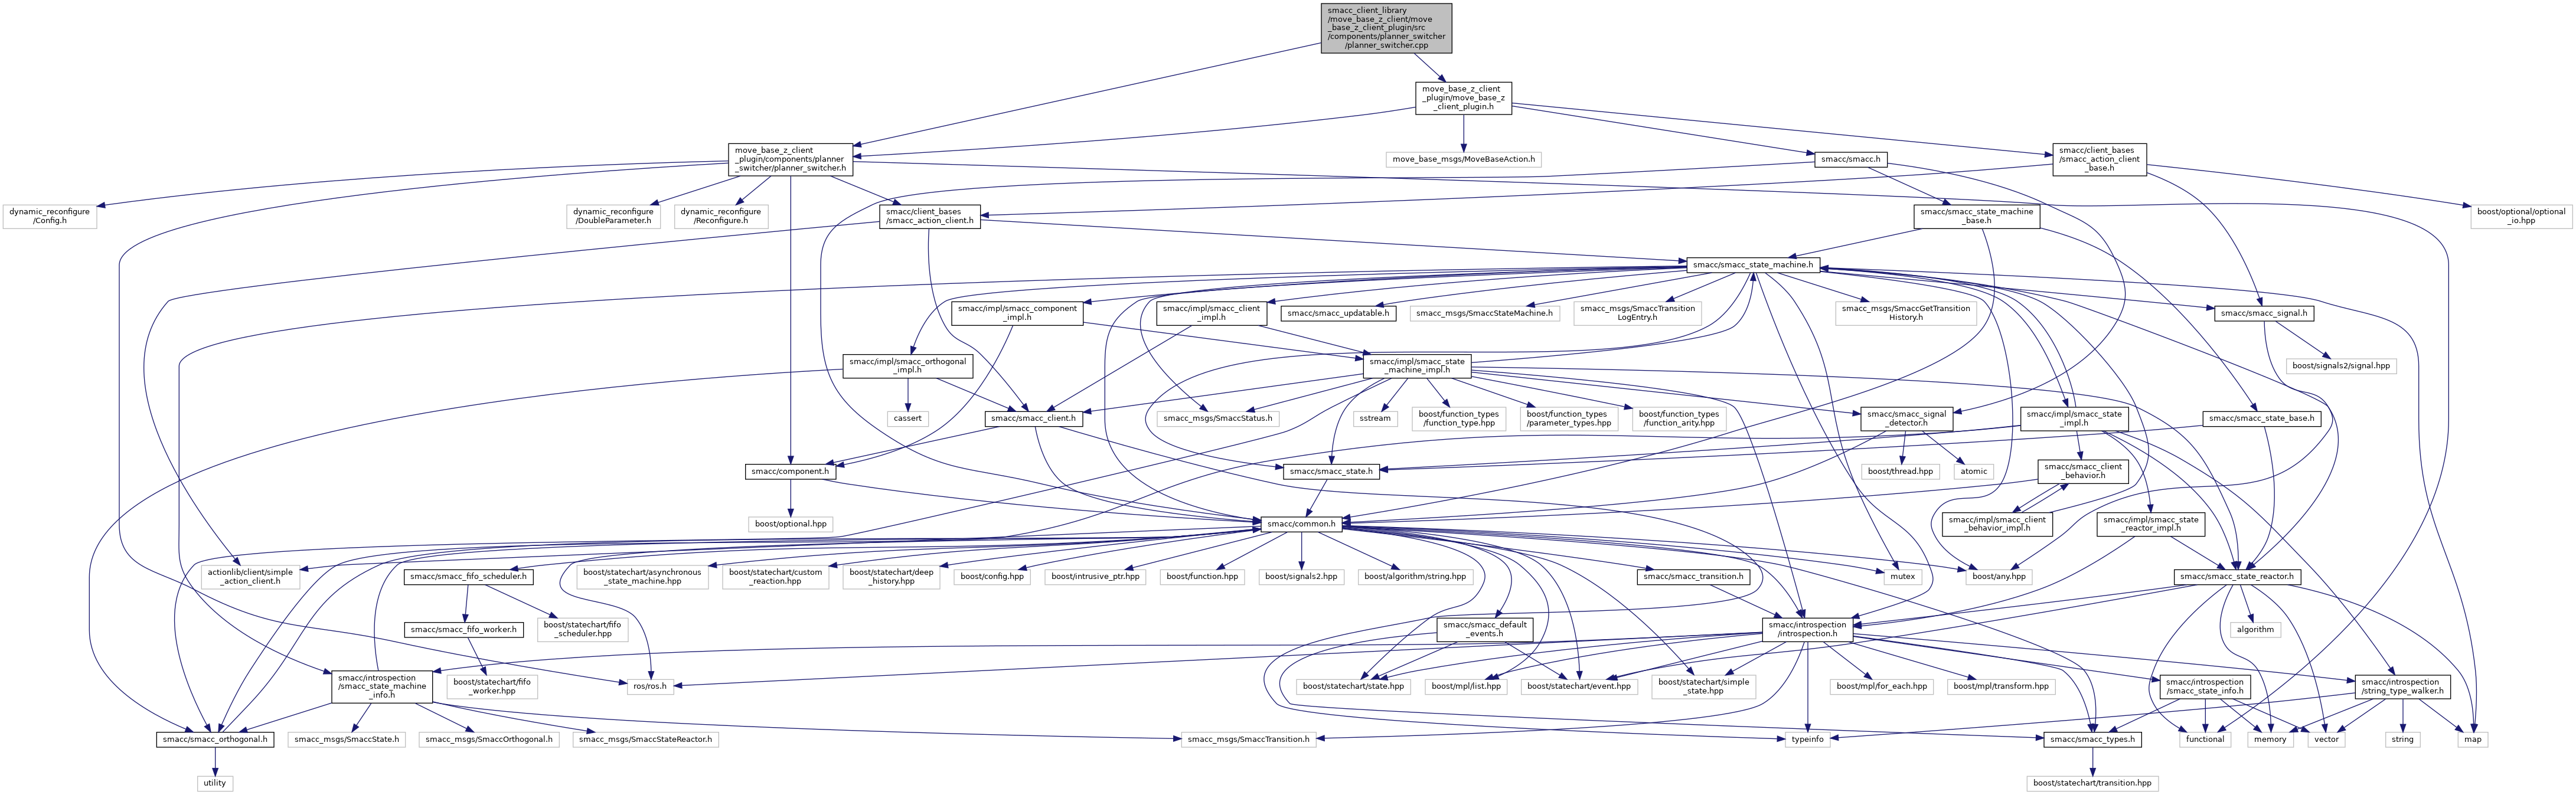 smacc_client_library
/move_base_z_client/move
_base_z_client_plugin/src
/components/planner_switcher
/planner_switcher.cpp
move_base_z_client
_plugin/move_base_z
_client_plugin.h
move_base_z_client
_plugin/components/planner
_switcher/planner_switcher.h
move_base_msgs/MoveBaseAction.h
smacc/smacc.h
smacc/client_bases
/smacc_action_client
_base.h
dynamic_reconfigure
/Config.h
dynamic_reconfigure
/DoubleParameter.h
dynamic_reconfigure
/Reconfigure.h
smacc/client_bases
/smacc_action_client.h
smacc/smacc_state_machine
_base.h
boost/optional/optional
_io.hpp
smacc/smacc_state_machine.h
smacc/impl/smacc_component
_impl.h
smacc/impl/smacc_client
_impl.h
smacc/smacc_updatable.h
smacc_msgs/SmaccStateMachine.h
smacc_msgs/SmaccTransition
LogEntry.h
smacc_msgs/SmaccGetTransition
History.h
smacc/smacc_signal.h
smacc/impl/smacc_orthogonal
_impl.h
smacc/impl/smacc_state
_machine_impl.h
boost/signals2/signal.hpp
cassert
smacc/smacc_client.h
smacc_msgs/SmaccStatus.h
sstream
boost/function_types
/function_type.hpp
boost/function_types
/parameter_types.hpp
boost/function_types
/function_arity.hpp
smacc/smacc_signal
_detector.h
smacc/impl/smacc_state
_impl.h
smacc/smacc_state_base.h
smacc/component.h
smacc/smacc_state.h
boost/thread.hpp
atomic
smacc/smacc_client
_behavior.h
boost/optional.hpp
smacc/common.h
smacc/impl/smacc_client
_behavior_impl.h
smacc/impl/smacc_state
_reactor_impl.h
actionlib/client/simple
_action_client.h
smacc/smacc_fifo_scheduler.h
boost/statechart/asynchronous
_state_machine.hpp
boost/statechart/custom
_reaction.hpp
boost/statechart/deep
_history.hpp
boost/config.hpp
boost/intrusive_ptr.hpp
boost/function.hpp
boost/signals2.hpp
boost/algorithm/string.hpp
smacc/smacc_transition.h
mutex
boost/any.hpp
smacc/smacc_state_reactor.h
smacc/smacc_fifo_worker.h
boost/statechart/fifo
_scheduler.hpp
smacc/smacc_default
_events.h
smacc/introspection
/introspection.h
algorithm
smacc/introspection
/smacc_state_machine
_info.h
boost/statechart/fifo
_worker.hpp
ros/ros.h
boost/statechart/state.hpp
boost/mpl/list.hpp
boost/statechart/event.hpp
boost/statechart/simple
_state.hpp
boost/mpl/for_each.hpp
boost/mpl/transform.hpp
smacc/introspection
/smacc_state_info.h
smacc/introspection
/string_type_walker.h
smacc/smacc_orthogonal.h
smacc_msgs/SmaccState.h
smacc_msgs/SmaccOrthogonal.h
smacc_msgs/SmaccStateReactor.h
smacc_msgs/SmaccTransition.h
typeinfo
smacc/smacc_types.h
functional
memory
vector
string
map
utility
boost/statechart/transition.hpp